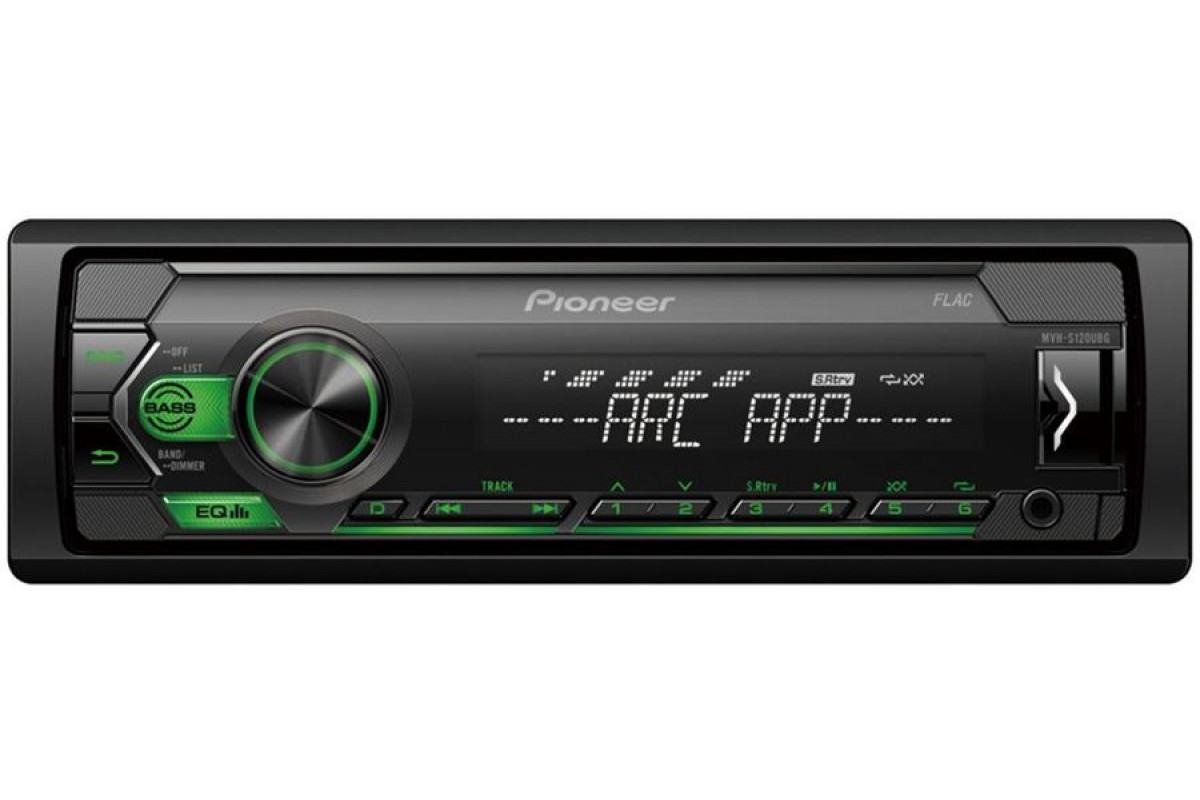 Pioneer
FLAC
MVH-S120UBG
OFF
LIST
BASS
BAND/
DIMMER
EQ
S.Rtrv
ARC APP
TRACK
S.Rtrv
D
1 / 2
3 / 4
5 / 6